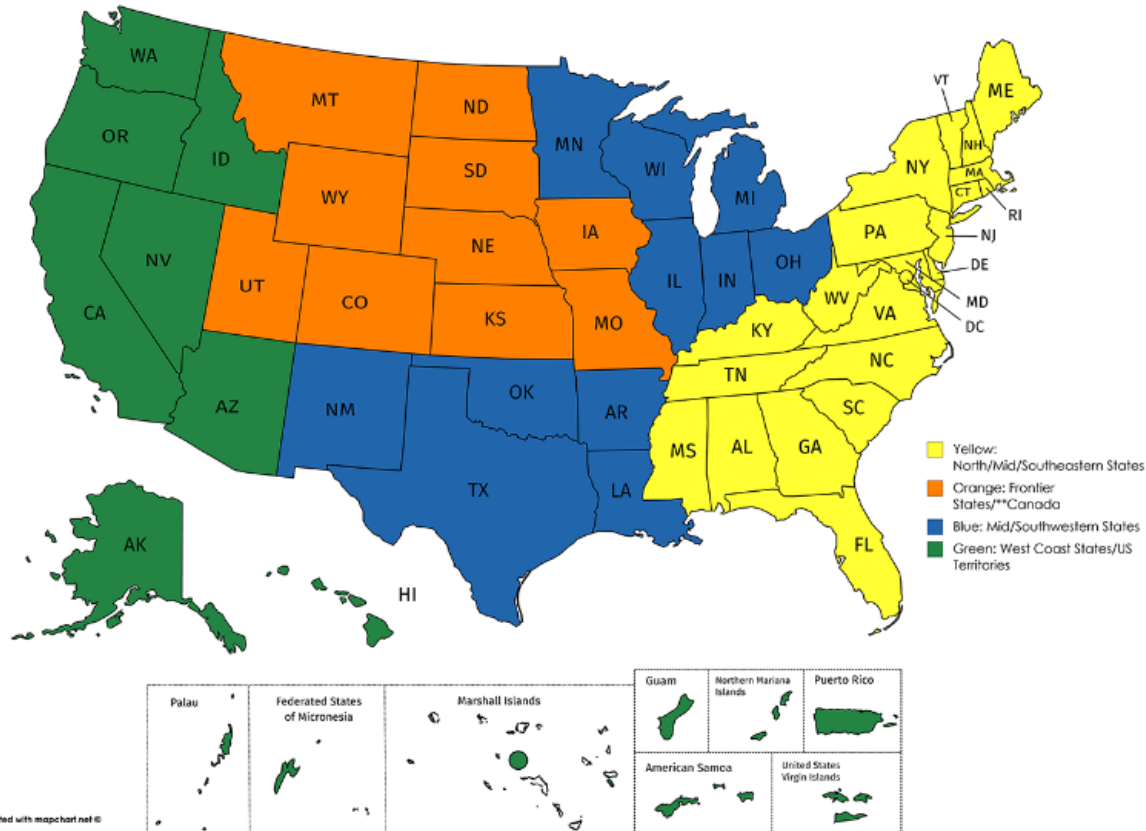 WA
OR
ID
MT
ND
MN
SD
WY
NE
IA
WI
MI
NY
VT
NH
ME
MA
CT
RI
PA
NJ
DE
MD
DC
OH
IN
IL
WV
VA
KY
NC
TN
SC
GA
AL
MS
FL
CA
NV
UT
CO
KS
MO
AZ
NM
OK
AR
TX
LA
AK
HI
Yellow:
North/Mid/Southeastern States
Orange: Frontier
States/**Canada
Blue: Mid/Southwestern States
Green: West Coast States/US
Territories
Palau
Federated States
of Micronesia
Marshall Islands
Guam
Northern Mariana
Islands
Puerto Rico
American Samoa
United States
Virgin Islands
ted with mapchart.net ©